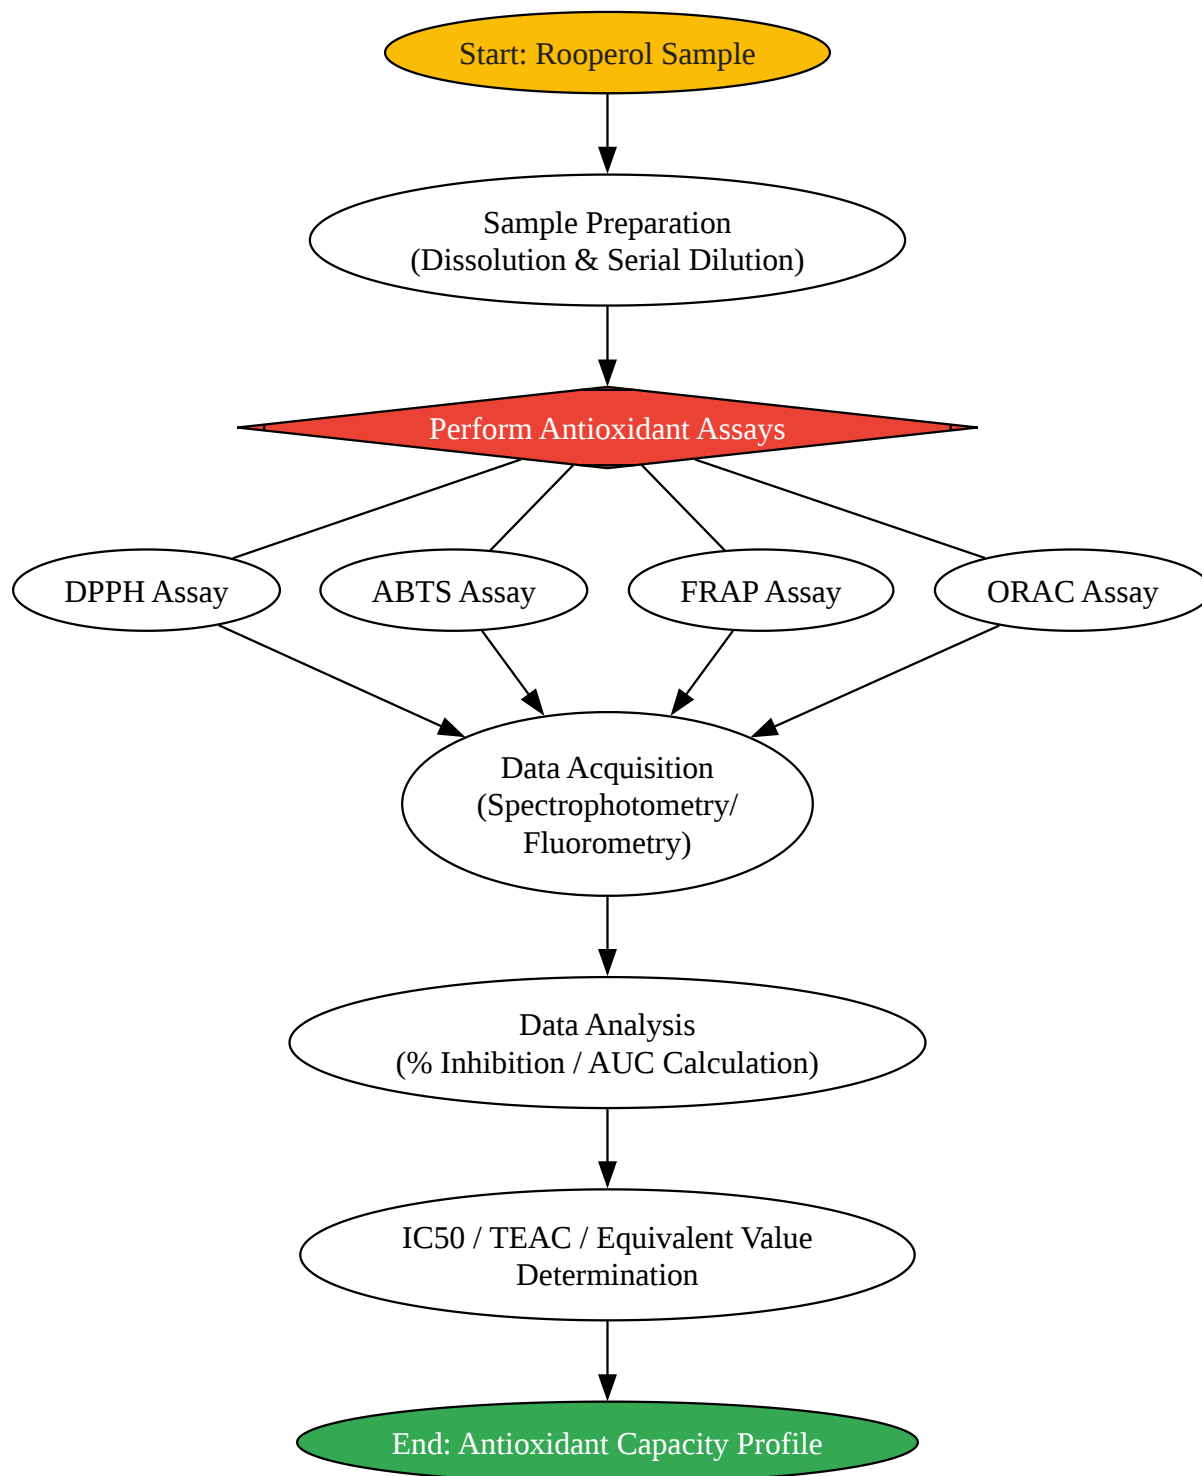 Start: Rooperol Sample
Sample Preparation
(Dissolution & Serial Dilution)
Perform Antioxidant Assays
DPPH Assay
ABTS Assay
FRAP Assay
ORAC Assay
Data Acquisition
(Spectrophotometry/
Fluorometry)
Data Analysis
(% Inhibition / AUC Calculation)
IC50 / TEAC / Equivalent Value
Determination
End: Antioxidant Capacity Profile